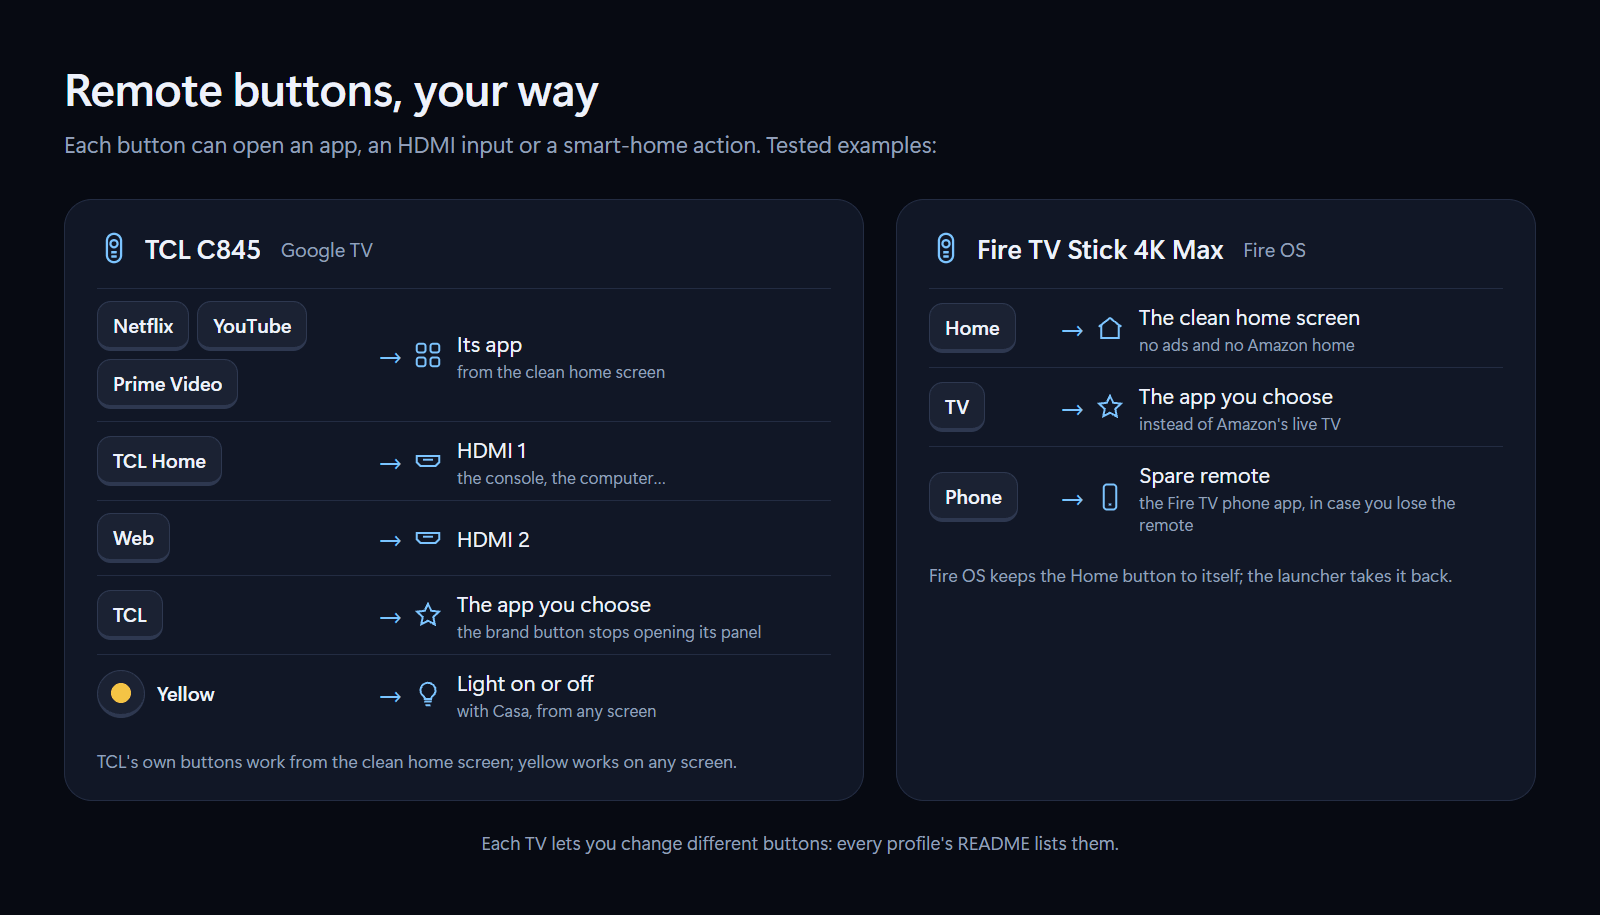 Remote buttons, your way
Each button can open an app, an HDMI input or a smart-home action. Tested examples:
TCL C845 Google TV
Netflix YouTube
Prime Video
Its app
from the clean home screen
TCL Home
HDMI 1
the console, the computer...
Web
HDMI 2
TCL
The app you choose
the brand button stops opening its panel
Yellow
Light on or off
with Casa, from any screen
TCL's own buttons work from the clean home screen; yellow works on any screen.
Fire TV Stick 4K Max Fire OS
Home
The clean home screen
no ads and no Amazon home
TV
The app you choose
instead of Amazon's live TV
Phone
Spare remote
the Fire TV phone app, in case you lose the
remote
Fire OS keeps the Home button to itself; the launcher takes it back.
Each TV lets you change different buttons: every profile's README lists them.